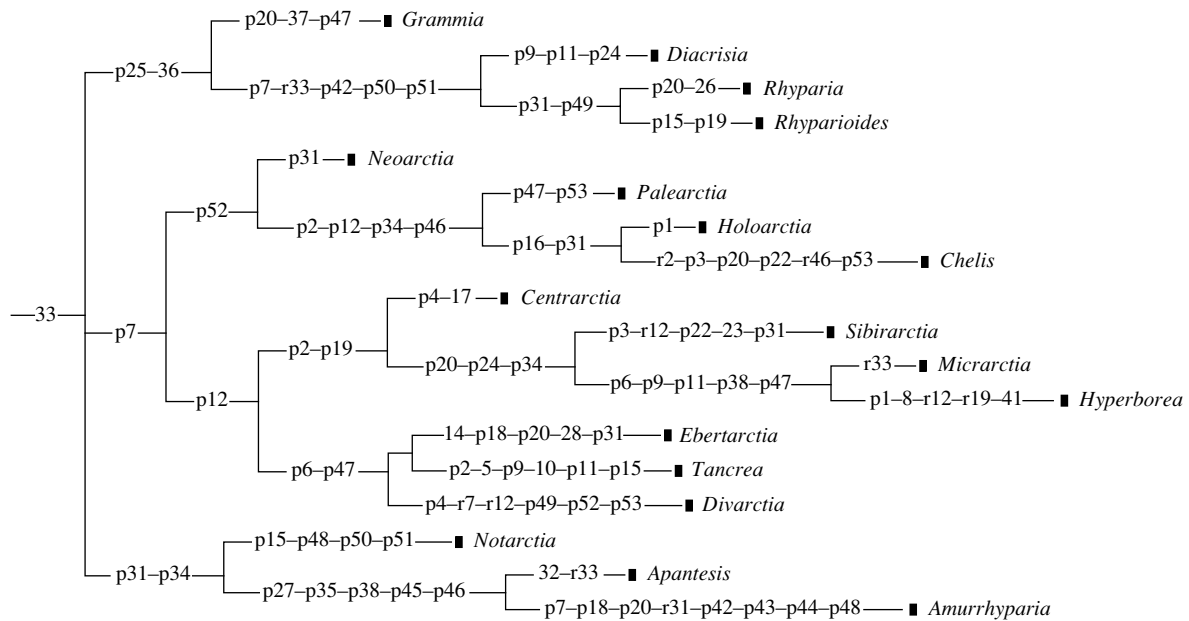 p20–37–p47 Grammia
p9–p11–p24 Diacrisia
p25–36
p7–r33–p42–p50–p51
p20–26 Rhyparia
p31–p49
p15–p19 Rhyparioides
p31 Neoarctia
p47–p53 Palearctia
p52
p2–p12–p34–p46
p1 Holoarctia
p16–p31
r2–p3–p20–p22–r46–p53 Chelis
p4–17 Centrarctia
33
p7
p3–r12–p22–23–p31 Sibirarctia
p2–p19
p20–p24–p34
r33 Micrarctia
p6–p9–p11–p38–p47
p1–8–r12–r19–41 Hyperborea
p12
14–p18–p20–28–p31 Ebertarctia
p6–p47
p2–5–p9–10–p11–p15 Tancrea
p4–r7–r12–p49–p52–p53 Divarctia
p15–p48–p50–p51 Notarctia
p31–p34
32–r33 Apantesis
p27–p35–p38–p45–p46
p7–p18–p20–r31–p42–p43–p44–p48 Amurrhyparia